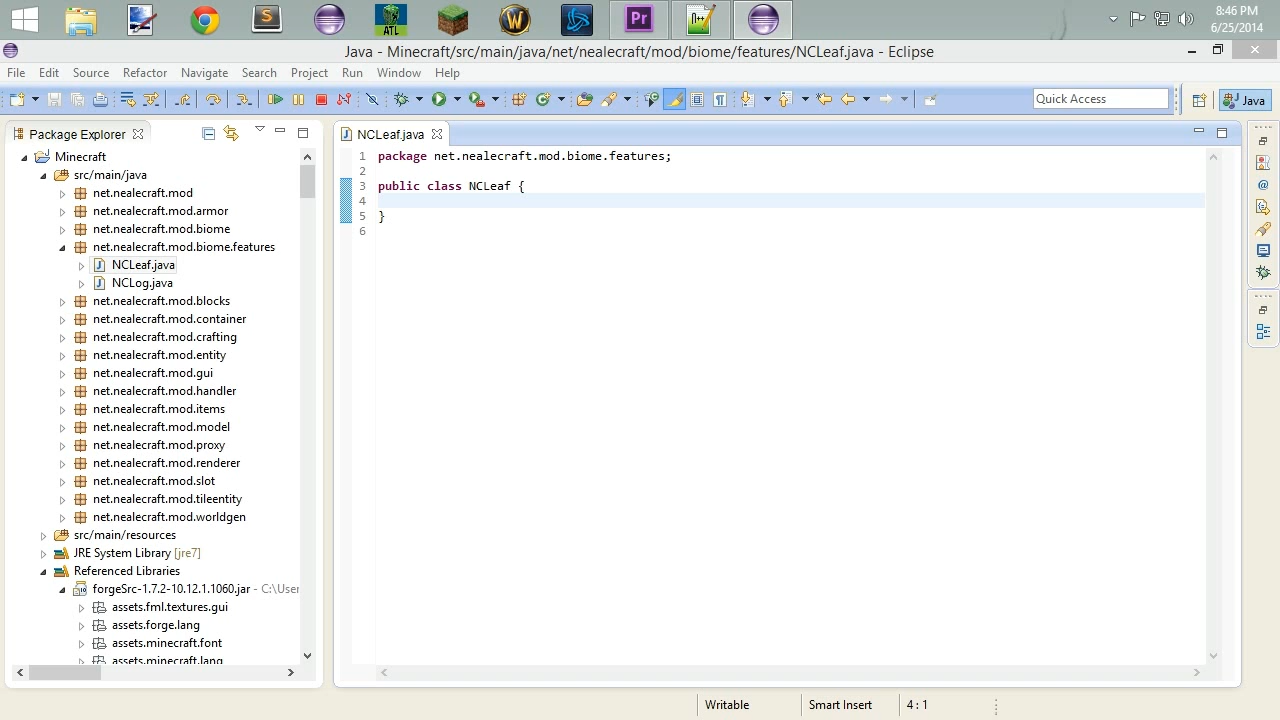 S
ATL
W
Pr
n++
8:46 PM
6/25/2014
Java - Minecraft/src/main/java/net/nealecraft/mod/biome/features/NCLeaf.java - Eclipse
File Edit Source Refactor Navigate Search Project Run Window Help
Quick Access
Java
Package Explorer
NCLeaf.java
Minecraft
src/main/java
net.nealecraft.mod
net.nealecraft.mod.armor
net.nealecraft.mod.biome
net.nealecraft.mod.biome.features
NCLeaf.java
NCLog.java
net.nealecraft.mod.blocks
net.nealecraft.mod.container
net.nealecraft.mod.crafting
net.nealecraft.mod.entity
net.nealecraft.mod.gui
net.nealecraft.mod.handler
net.nealecraft.mod.items
net.nealecraft.mod.model
net.nealecraft.mod.proxy
net.nealecraft.mod.renderer
net.nealecraft.mod.slot
net.nealecraft.mod.tileentity
net.nealecraft.mod.worldgen
src/main/resources
JRE System Library [jre7]
Referenced Libraries
forgeSrc-1.7.2-10.12.1.1060.jar - C:\User
assets.fml.textures.gui
assets.forge.lang
assets.minecraft.font
assets.minecraft.lang
1 package net.nealecraft.mod.biome.features;
2
3 public class NCLeaf {
4
5 }
6
Writable Smart Insert 4 : 1